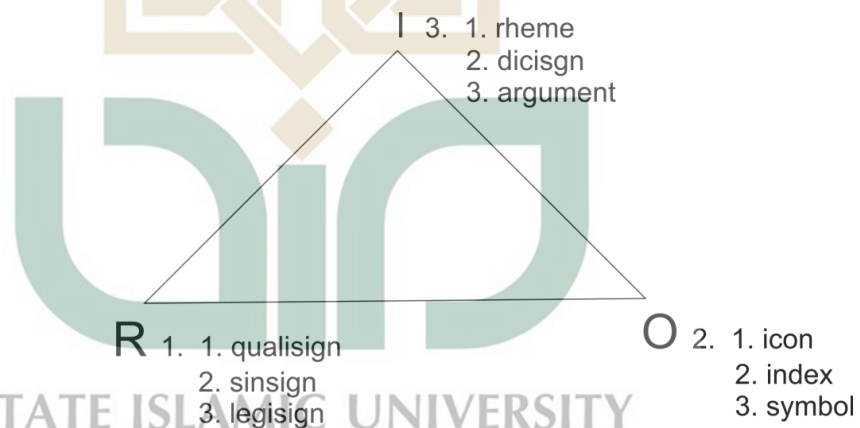 I 3. 1. rheme
2. dicisgn
3. argument
R 1. 1. qualisign
2. sinsign
3. legisign
O 2. 1. icon
2. index
3. symbol
TATE ISLAMIC UNIVERSITY